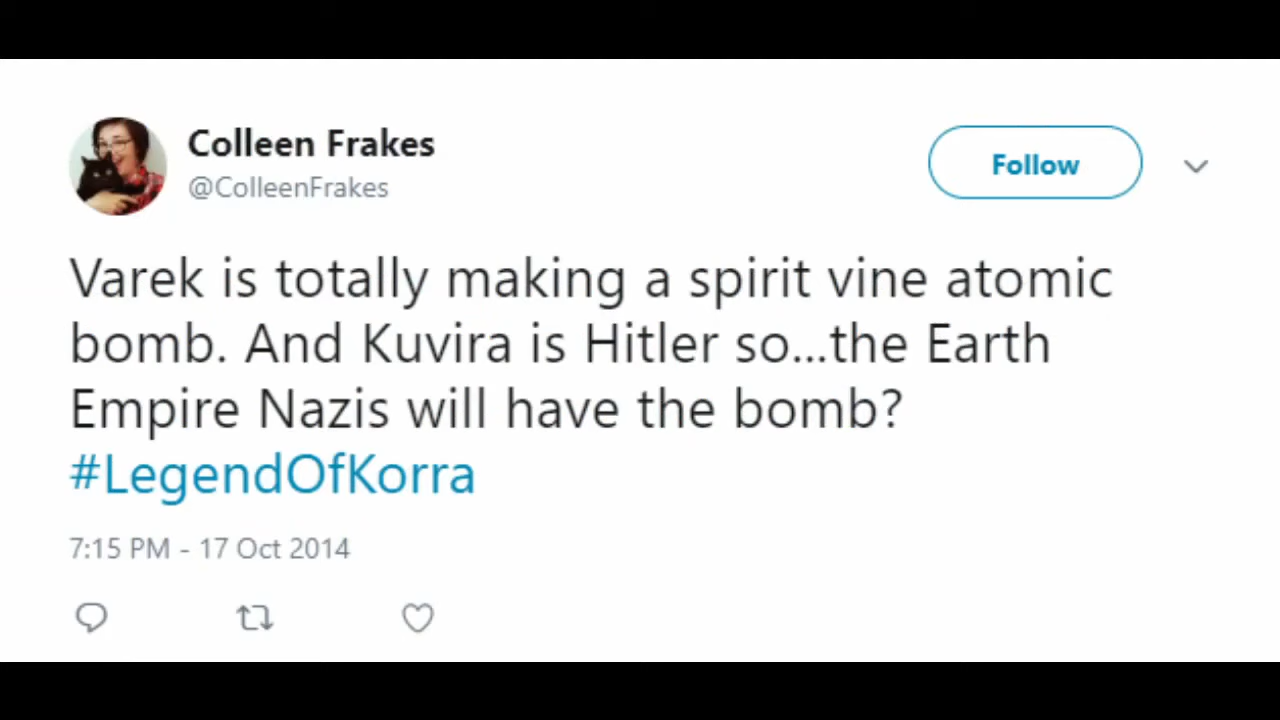 Colleen Frakes
@ColleenFrakes
Follow
Varek is totally making a spirit vine atomic
bomb. And Kuvira is Hitler so...the Earth
Empire Nazis will have the bomb?
#LegendOfKorra
7:15 PM - 17 Oct 2014